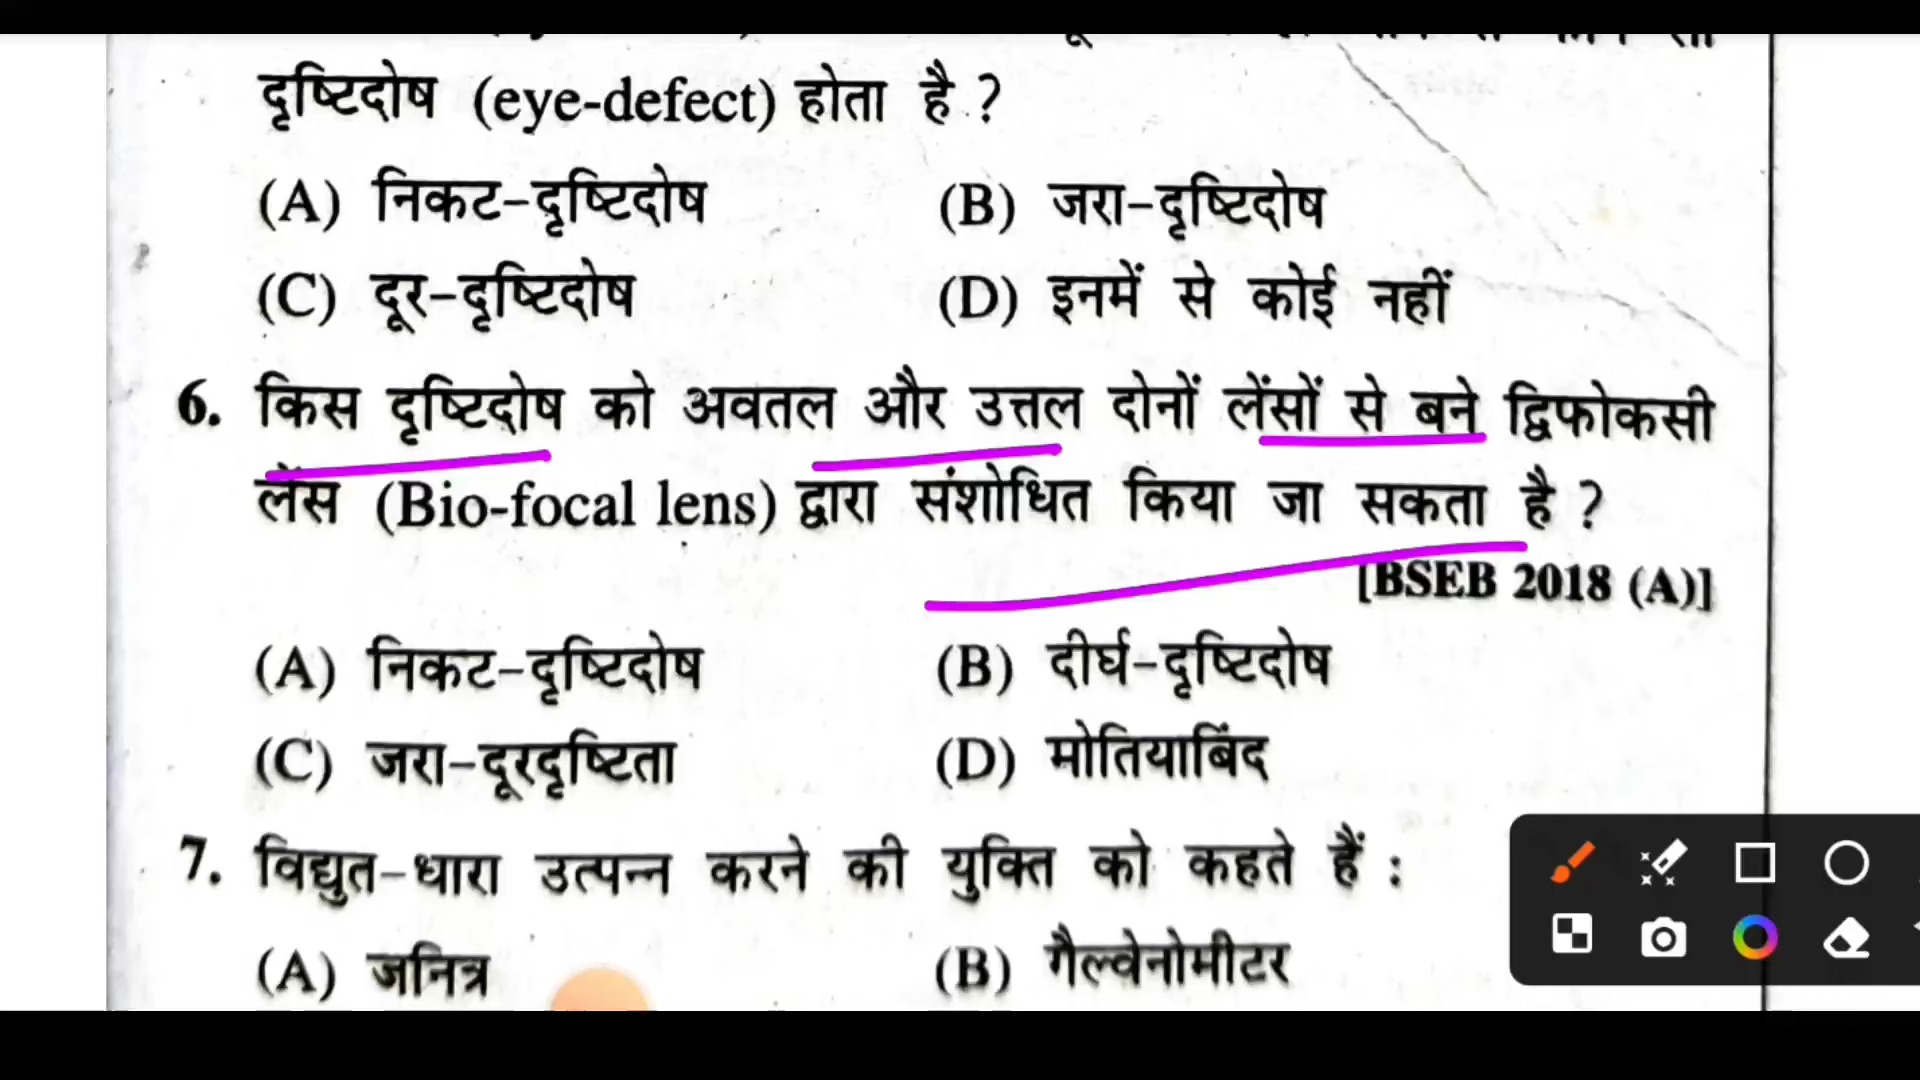 दृष्टिदोष (eye-defect) होता है ?
(A) निकट-दृष्टिदोष (B) जरा-दृष्टिदोष
(C) दूर-दृष्टिदोष (D) इनमें से कोई नहीं
6. किस दृष्टिदोष को अवतल और उत्तल दोनों लेंसों से बने द्विफोकसी
लेंस (Bio-focal lens) द्वारा संशोधित किया जा सकता है ?
[BSEB 2018 (A)]
(A) निकट-दृष्टिदोष (B) दीर्घ-दृष्टिदोष
(C) जरा-दूरदृष्टिता (D) मोतियाबिंद
7. विद्युत-धारा उत्पन्न करने की युक्ति को कहते हैं :
(A) जनित्र (B) गैल्वेनोमीटर